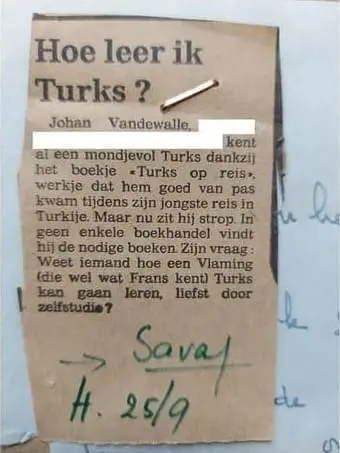 Hoe leer ik
Turks ?
Johan Vandewalle,
kent
al een mondjevol Turks dankzij
het boekje «Turks op reis»,
werkje dat hem goed van pas
kwam tijdens zijn jongste reis in
Turkije. Maar nu zit hij strop. In
geen enkele boekhandel vindt
hij de nodige boeken. Zijn vraag :
Weet iemand hoe een Vlaming
(die wel wat Frans kent) Turks
kan gaan leren, liefst door
zelfstudie?
→ Savaş
H. 25/9
de